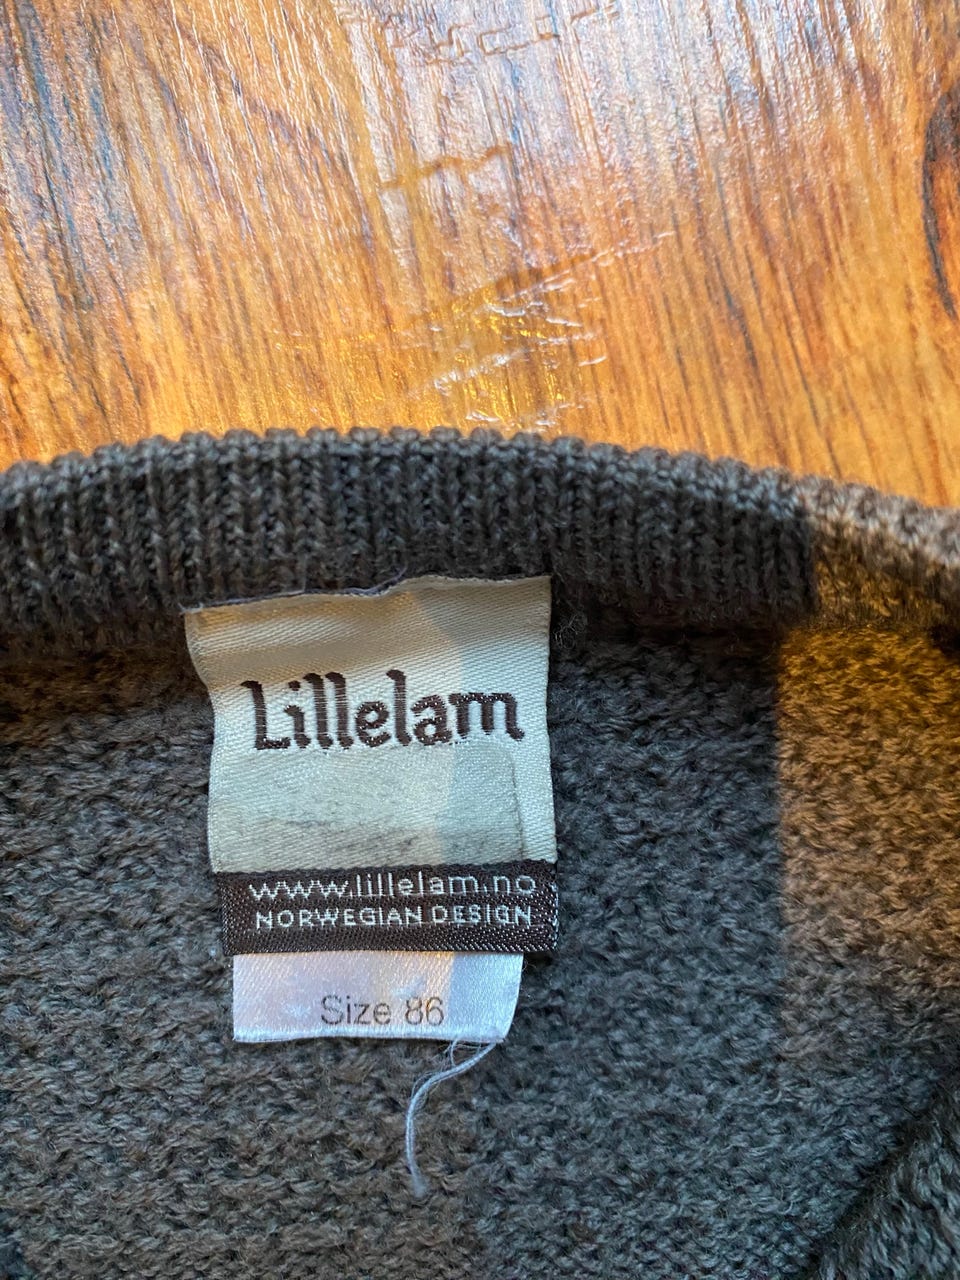 Lillelam
www.lillelam.no
NORWEGIAN DESIGN
Size 86